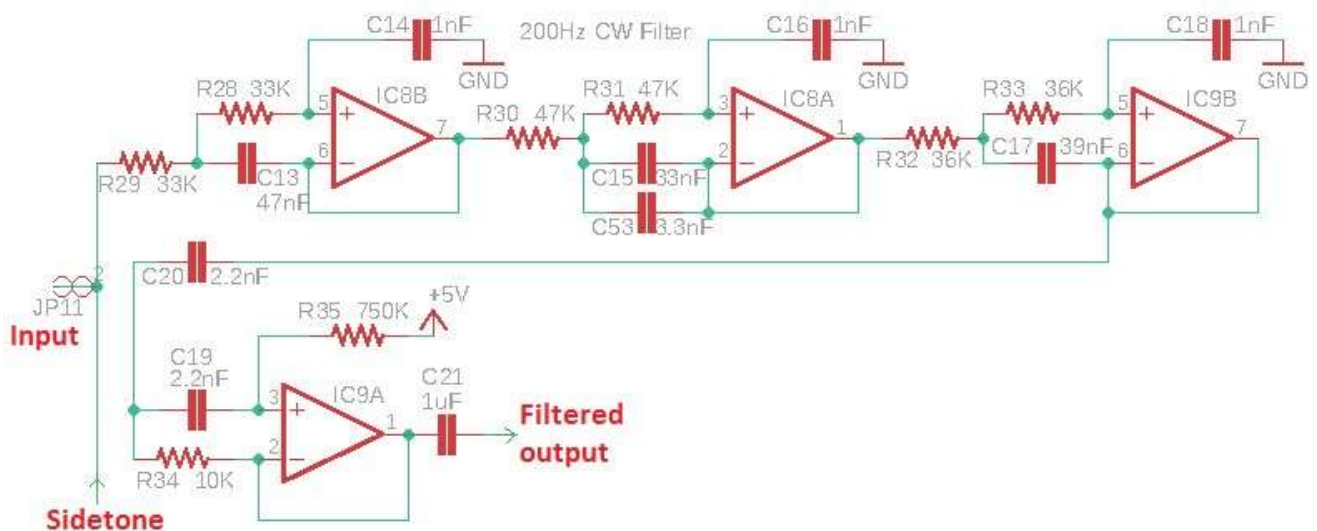 C14 1nF
200Hz CW Filter
C16 1nF
C18 1nF
GND
GND
GND
R28 33K
5
+
IC8B
7
6
-
R29 33K
C13
47nF
R30 47K
R31 47K
3
+
IC8A
1
2
-
C15 33nF
C53 3.3nF
R32 36K
R33 36K
5
+
IC9B
7
C17 39nF
6
-
C20 2.2nF
2
JP11
Input
+5V
R35 750K
C19
2.2nF
IC9A
3
+
1
2
-
R34 10K
C21
1uF
Filtered
output
Sidetone